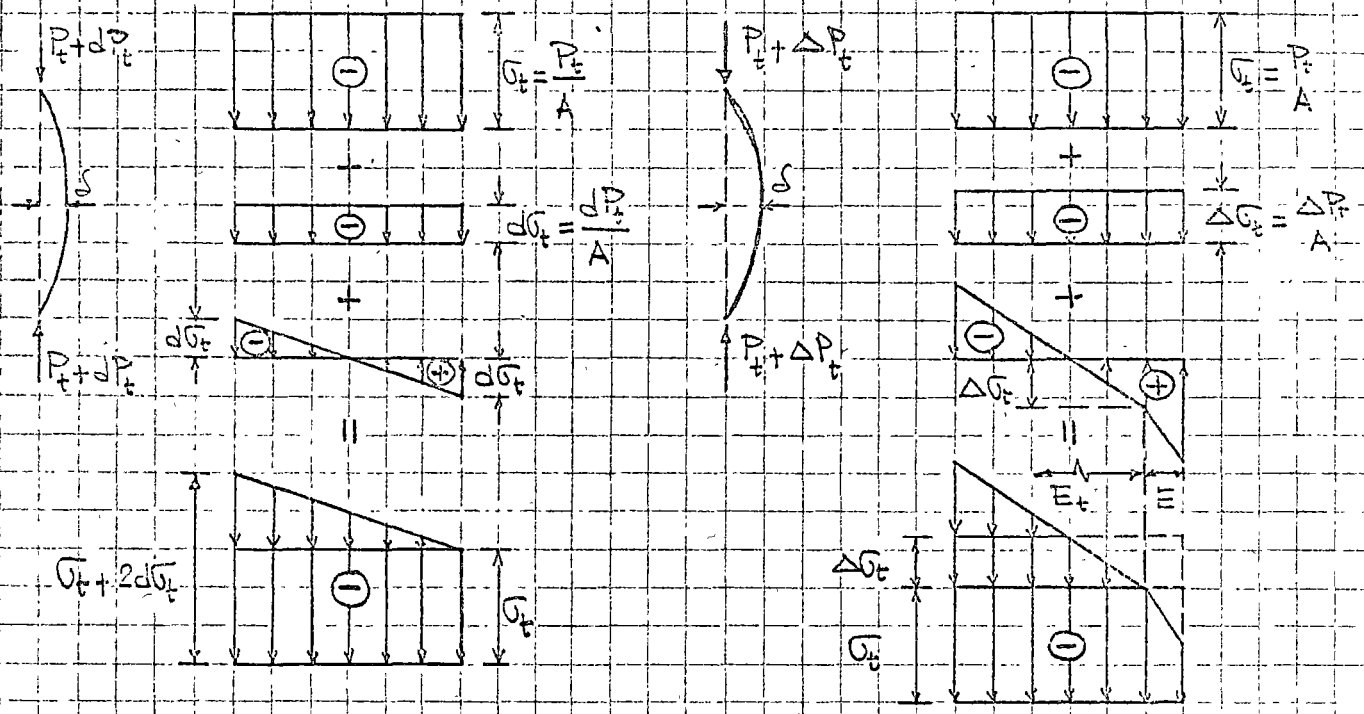 P_t + dP_t
δ
P_t + dP_t
−
σ_t = P_t / A
+
−
dσ_t = dP_t / A
+
dσ_t
−
+
dσ_t
=
σ_t + 2dσ_t
−
σ_t
P_t + ΔP_t
δ
P_t + ΔP_t
−
σ_t = P_t / A
+
−
Δσ_t = ΔP_t / A
+
−
Δσ_t
+
=
E_t
E
Δσ_t
σ_t
−